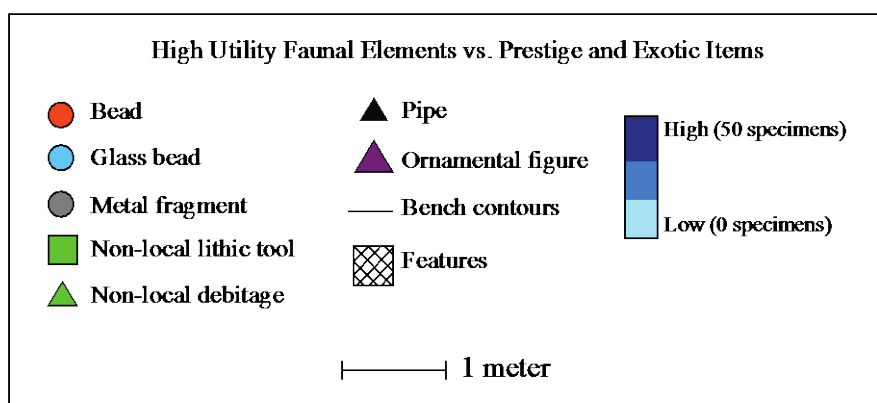 High Utility Faunal Elements vs. Prestige and Exotic Items
Bead
Glass bead
Metal fragment
Non-local lithic tool
Non-local debitage
Pipe
Ornamental figure
Bench contours
Features
High (50 specimens)
Low (0 specimens)
1 meter